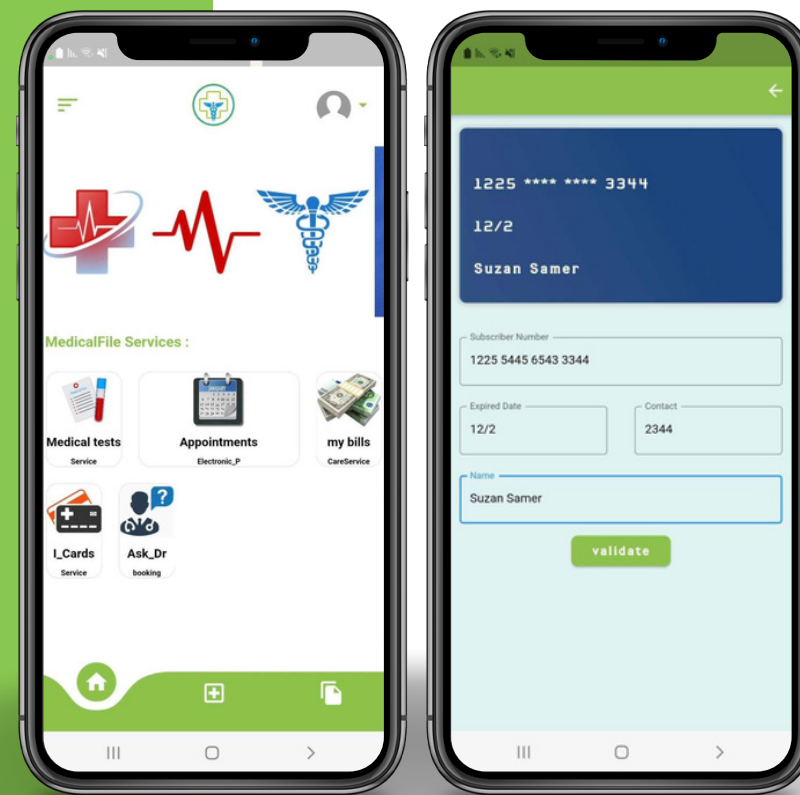 MedicalFile Services :
Medical tests
Service
Appointments
Electronic_P
my bills
CareService
I_Cards
Service
Ask_Dr
booking
1225 **** **** 3344
12/2
Suzan Samer
Subscriber Number
1225 5445 6543 3344
Expired Date
12/2
Contact
2344
Name
Suzan Samer
validate